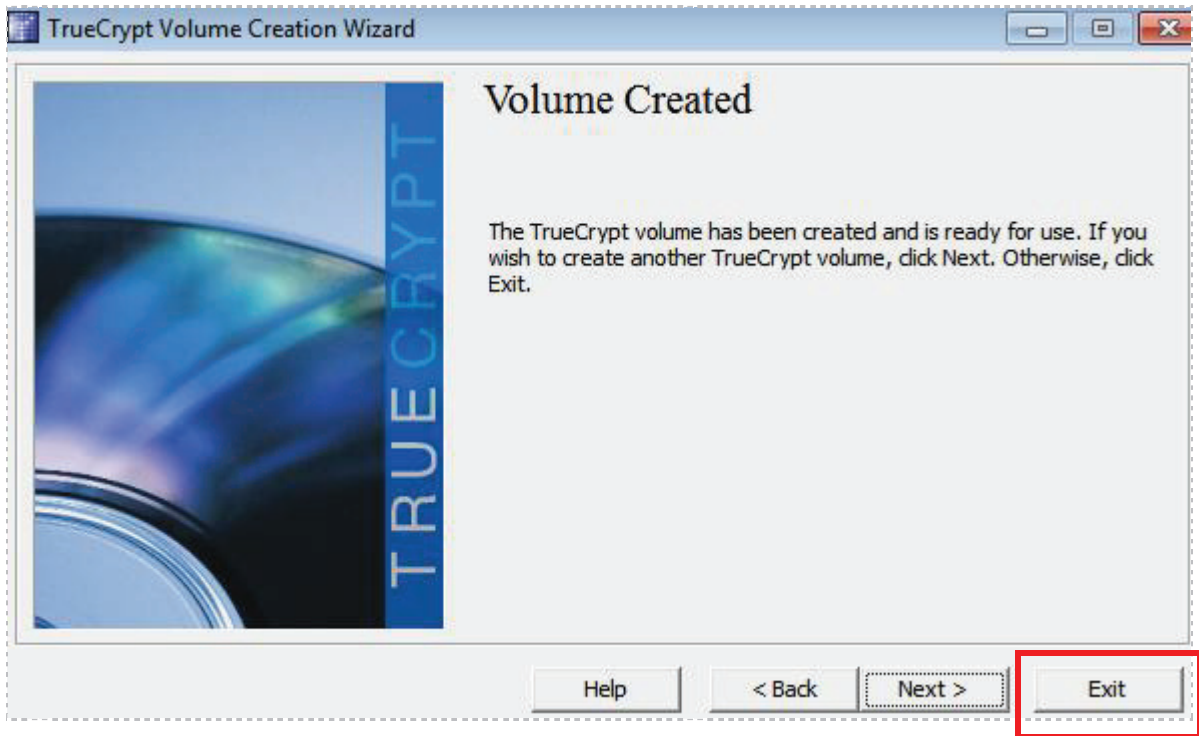 TrueCrypt Volume Creation Wizard
TRUECRYPT
Volume Created
The TrueCrypt volume has been created and is ready for use. If you
wish to create another TrueCrypt volume, click Next. Otherwise, click
Exit.
Help
< Back
Next >
Exit